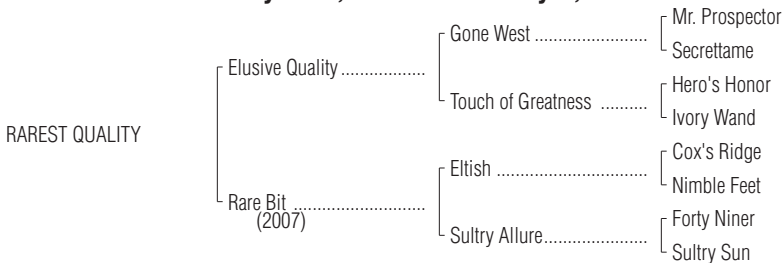 Mr. Prospector
Gone West ..................
Secrettame
Elusive Quality ..................
Hero's Honor
Touch of Greatness ..........
Ivory Wand
RAREST QUALITY
Cox's Ridge
Eltish ........................
Nimble Feet
Rare Bit ............................
(2007)
Forty Niner
Sultry Allure......................
Sultry Sun